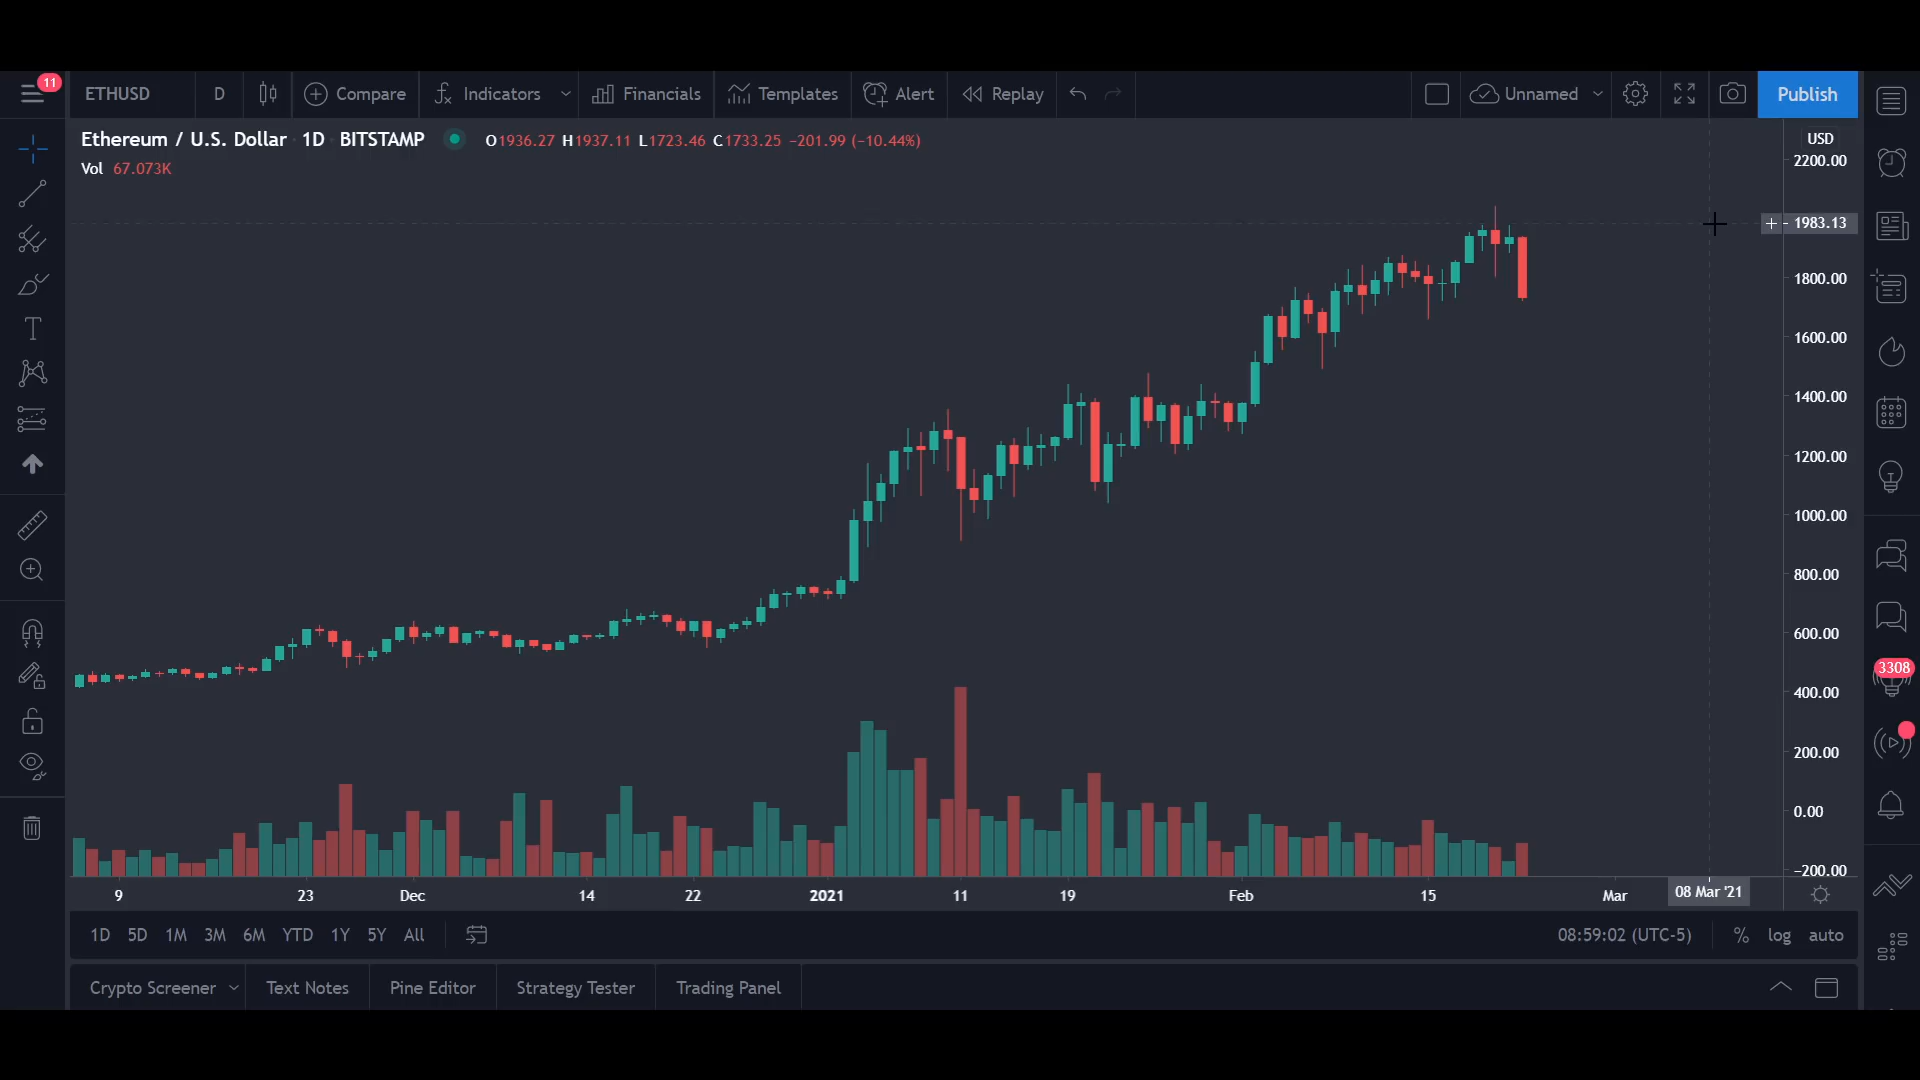 11
ETHUSD D Compare Indicators Financials Templates Alert Replay Unnamed Publish
Ethereum / U.S. Dollar 1D BITSTAMP O1936.27 H1937.11 L1723.46 C1733.25 −201.99 (−10.44%)
Vol 67.073K
USD
2200.00
1983.13
1800.00
1600.00
1400.00
1200.00
1000.00
800.00
600.00
400.00
200.00
0.00
−200.00
3308
9 23 Dec 14 22 2021 11 19 Feb 15 Mar 08 Mar '21
1D 5D 1M 3M 6M YTD 1Y 5Y All 08:59:02 (UTC-5) % log auto
Crypto Screener Text Notes Pine Editor Strategy Tester Trading Panel